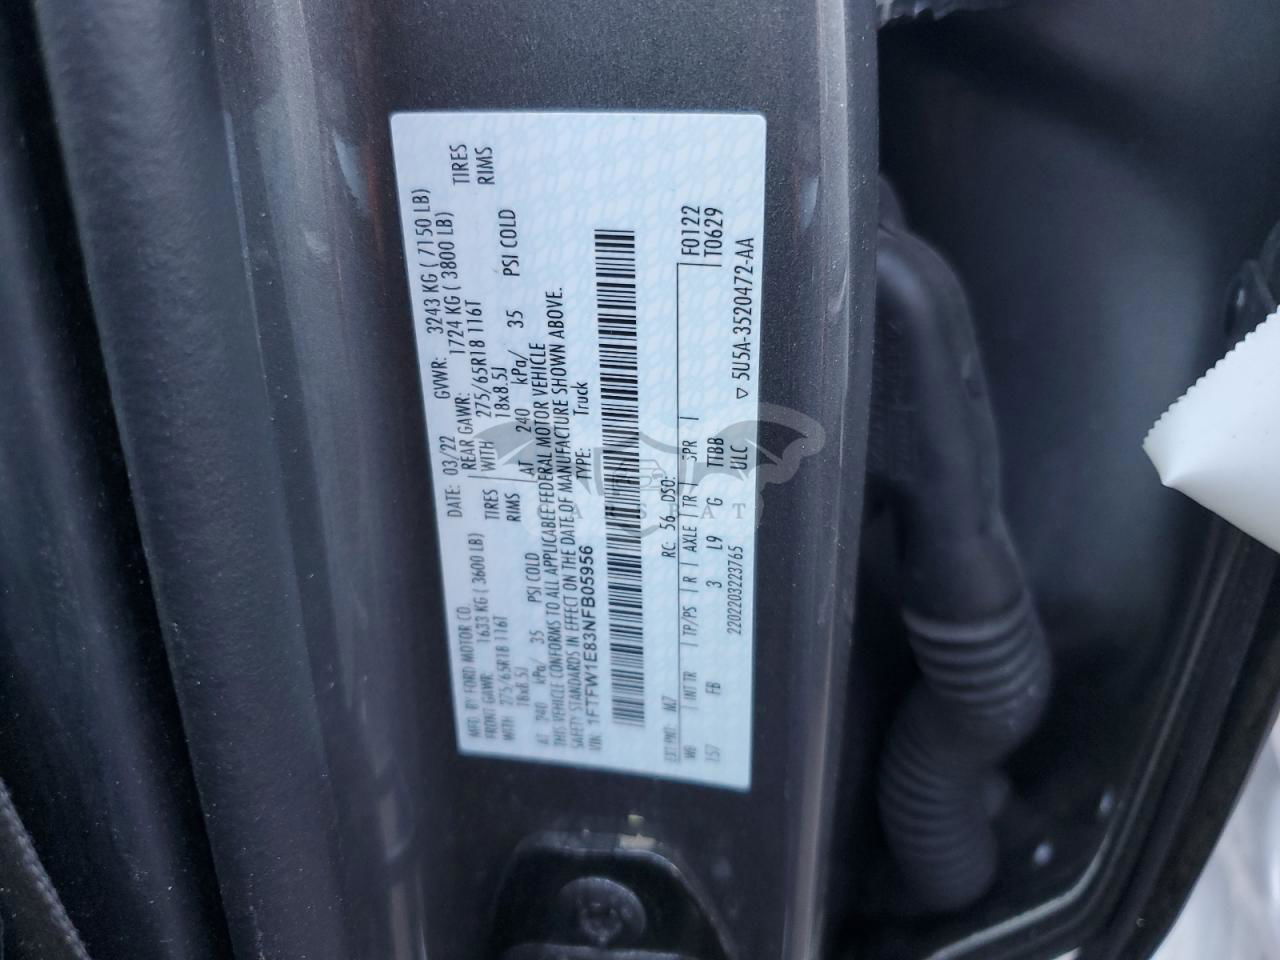 MFD. BY FORD MOTOR CO. DATE: 03/22 GVWR: 3243 KG ( 7150 LB)
FRONT GAWR: 1633 KG ( 3600 LB) REAR GAWR: 1724 KG ( 3800 LB)
WITH 275/65R18 116T TIRES WITH 275/65R18 116T TIRES
18x8.5J RIMS 18x8.5J RIMS
AT 240 kPa/ 35 PSI COLD AT 240 kPa/ 35 PSI COLD
THIS VEHICLE CONFORMS TO ALL APPLICABLE FEDERAL MOTOR VEHICLE
SAFETY STANDARDS IN EFFECT ON THE DATE OF MANUFACTURE SHOWN ABOVE.
VIN: 1FTFW1E83NFB05956 TYPE: Truck
EXT PNT: M7 RC: 56 DSO: F0122
WB INT TR TP/PS R AXLE TR SPR T0629
157 FB 3 L9 G TIBB
2202203223765 ULC ▽ 5U5A-3520472-AA